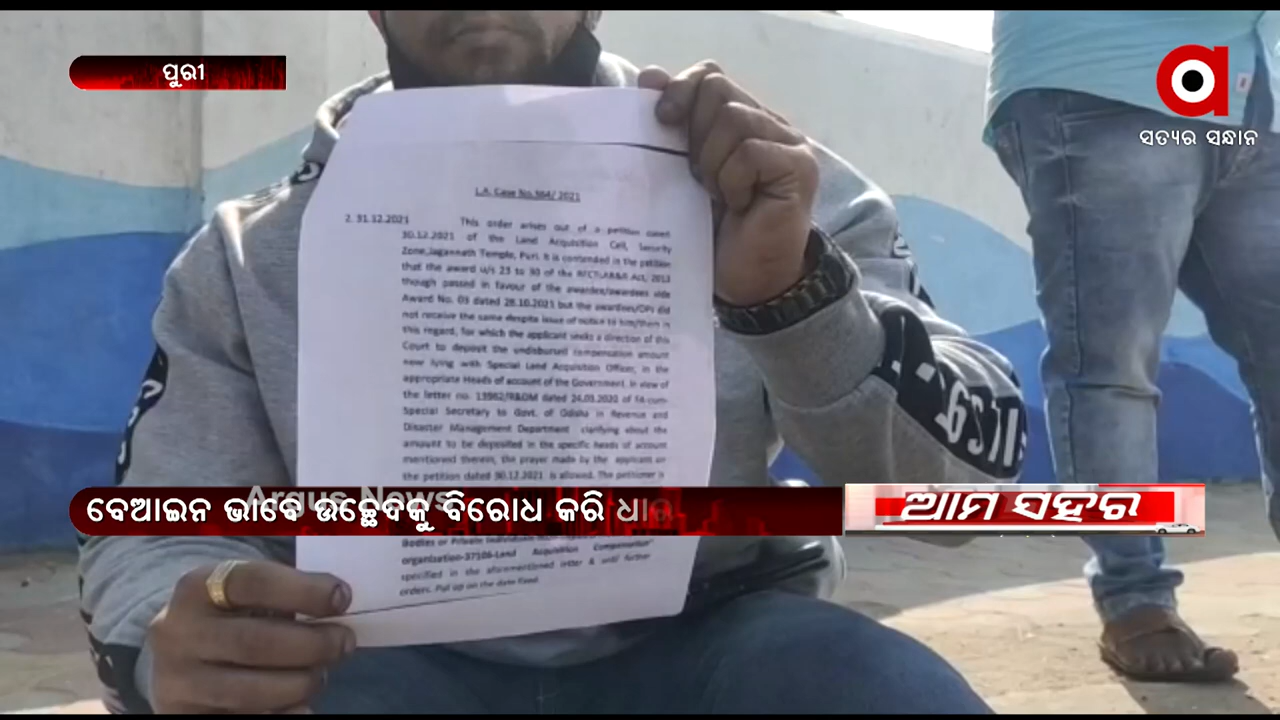 ପୁରୀ
ସତ୍ୟର ସନ୍ଧାନ
L.A. Case No.364/ 2021
2. 31.12.2021 This order arises out of a petition dated
30.12.2021 of the Land Acquisition Cell, Security
Zone,Jagannath Temple, Puri. It is contended in the petition
that the award u/s 23 to 30 of the RFCTLAR&R Act, 2013
though passed in favour of the awardee/awardees vide
Award No. 03 dated 28.10.2021 but the awardees/OPs did
not receive the same despite issue of notice to him/them in
this regard, for which the applicant seeks a direction of this
Court to deposit the undisbursed compensation amount
now lying with Special Land Acquisition Officer, in the
appropriate Heads of account of the Government. In view of
the letter no. 13962/R&DM dated 24.03.2020 of FA-cum-
Special Secretary to Govt. of Odisha in Revenue and
Disaster Management Department clarifying about the
amount to be deposited in the specific heads of account
mentioned therein, the prayer made by the applicant on
the petition dated 30.12.2021 is allowed. The petitioner is
Argus News
ବେଆଇନ ଭାବେ ଉଚ୍ଛେଦକୁ ବିରୋଧ କରି
ଆମ ସହର
Bodies or Private Individuals
organisation-37108-Land Acquisition Compensation"
specified in the aforementioned letter & until further
orders. Put up on the date fixed.